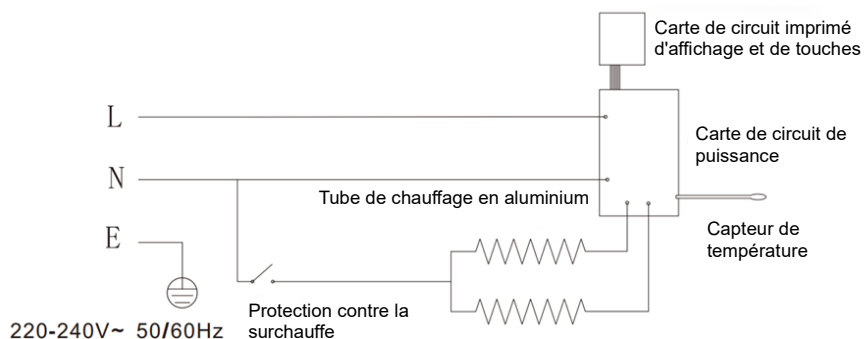 Carte de circuit imprimé
d'affichage et de touches
L
Carte de circuit de
puissance
N
Tube de chauffage en aluminium
E
Capteur de
température
Protection contre la
surchauffe
220-240V~ 50/60Hz